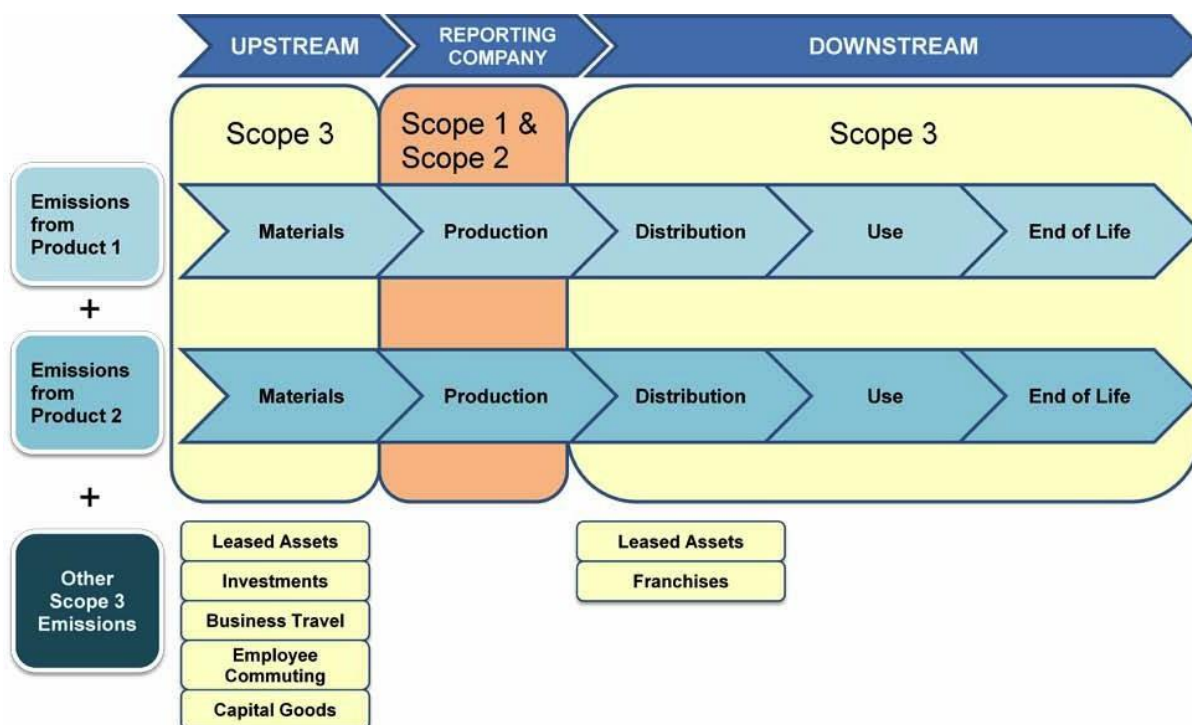 UPSTREAM
REPORTING
COMPANY
DOWNSTREAM
Scope 3
Scope 1 &
Scope 2
Scope 3
Emissions
from
Product 1
Materials
Production
Distribution
Use
End of Life
+
Emissions
from
Product 2
Materials
Production
Distribution
Use
End of Life
+
Other
Scope 3
Emissions
Leased Assets
Investments
Business Travel
Employee
Commuting
Capital Goods
Leased Assets
Franchises